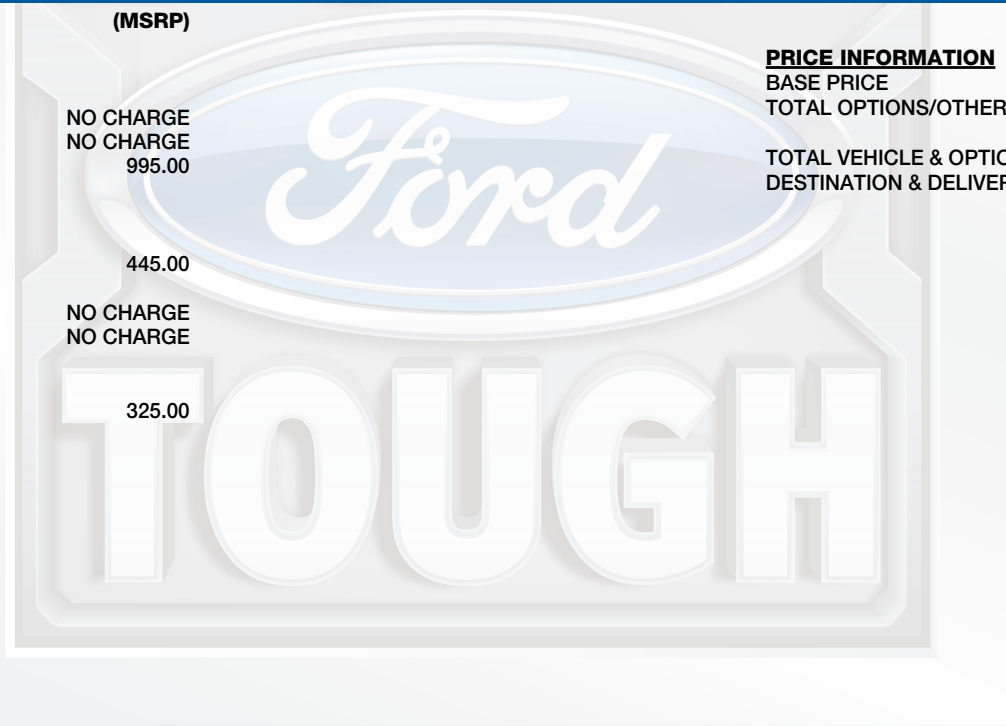 (MSRP)
NO CHARGE
NO CHARGE
995.00
445.00
NO CHARGE
NO CHARGE
325.00
PRICE INFORMATION
BASE PRICE
TOTAL OPTIONS/OTHER
TOTAL VEHICLE & OPTIO
DESTINATION & DELIVER
Ford
TOUGH